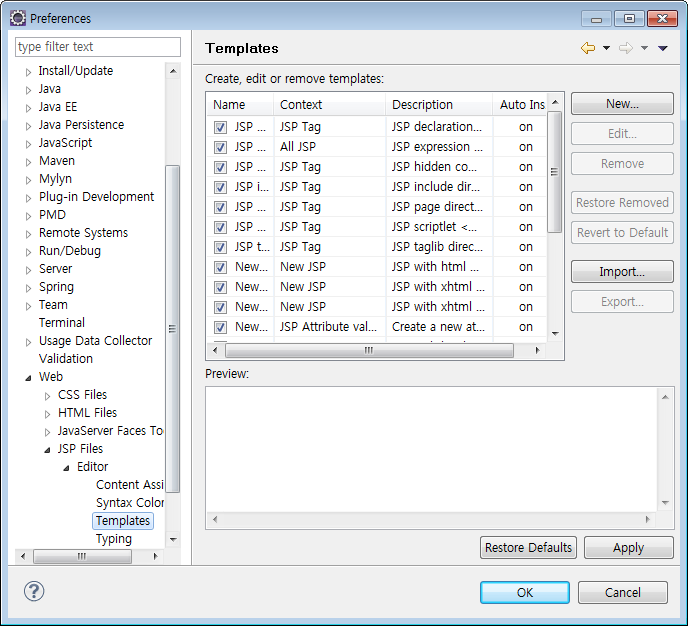 Preferences
type filter text
Install/Update
Java
Java EE
Java Persistence
JavaScript
Maven
Mylyn
Plug-in Development
PMD
Remote Systems
Run/Debug
Server
Spring
Team
Terminal
Usage Data Collector
Validation
Web
CSS Files
HTML Files
JavaServer Faces To
JSP Files
Editor
Content Assi
Syntax Color
Templates
Typing
Templates
Create, edit or remove templates:
Name Context Description Auto Ins
JSP ... JSP Tag JSP declaration... on
JSP ... All JSP JSP expression ... on
JSP ... JSP Tag JSP hidden co... on
JSP i... JSP Tag JSP include dir... on
JSP ... JSP Tag JSP page direct... on
JSP ... JSP Tag JSP scriptlet <... on
JSP t... JSP Tag JSP taglib direc... on
New... New JSP JSP with html ... on
New... New JSP JSP with xhtml ... on
New... New JSP JSP with xhtml ... on
New... JSP Attribute val... Create a new at... on
New...
Edit...
Remove
Restore Removed
Revert to Default
Import...
Export...
Preview:
Restore Defaults Apply
? OK Cancel